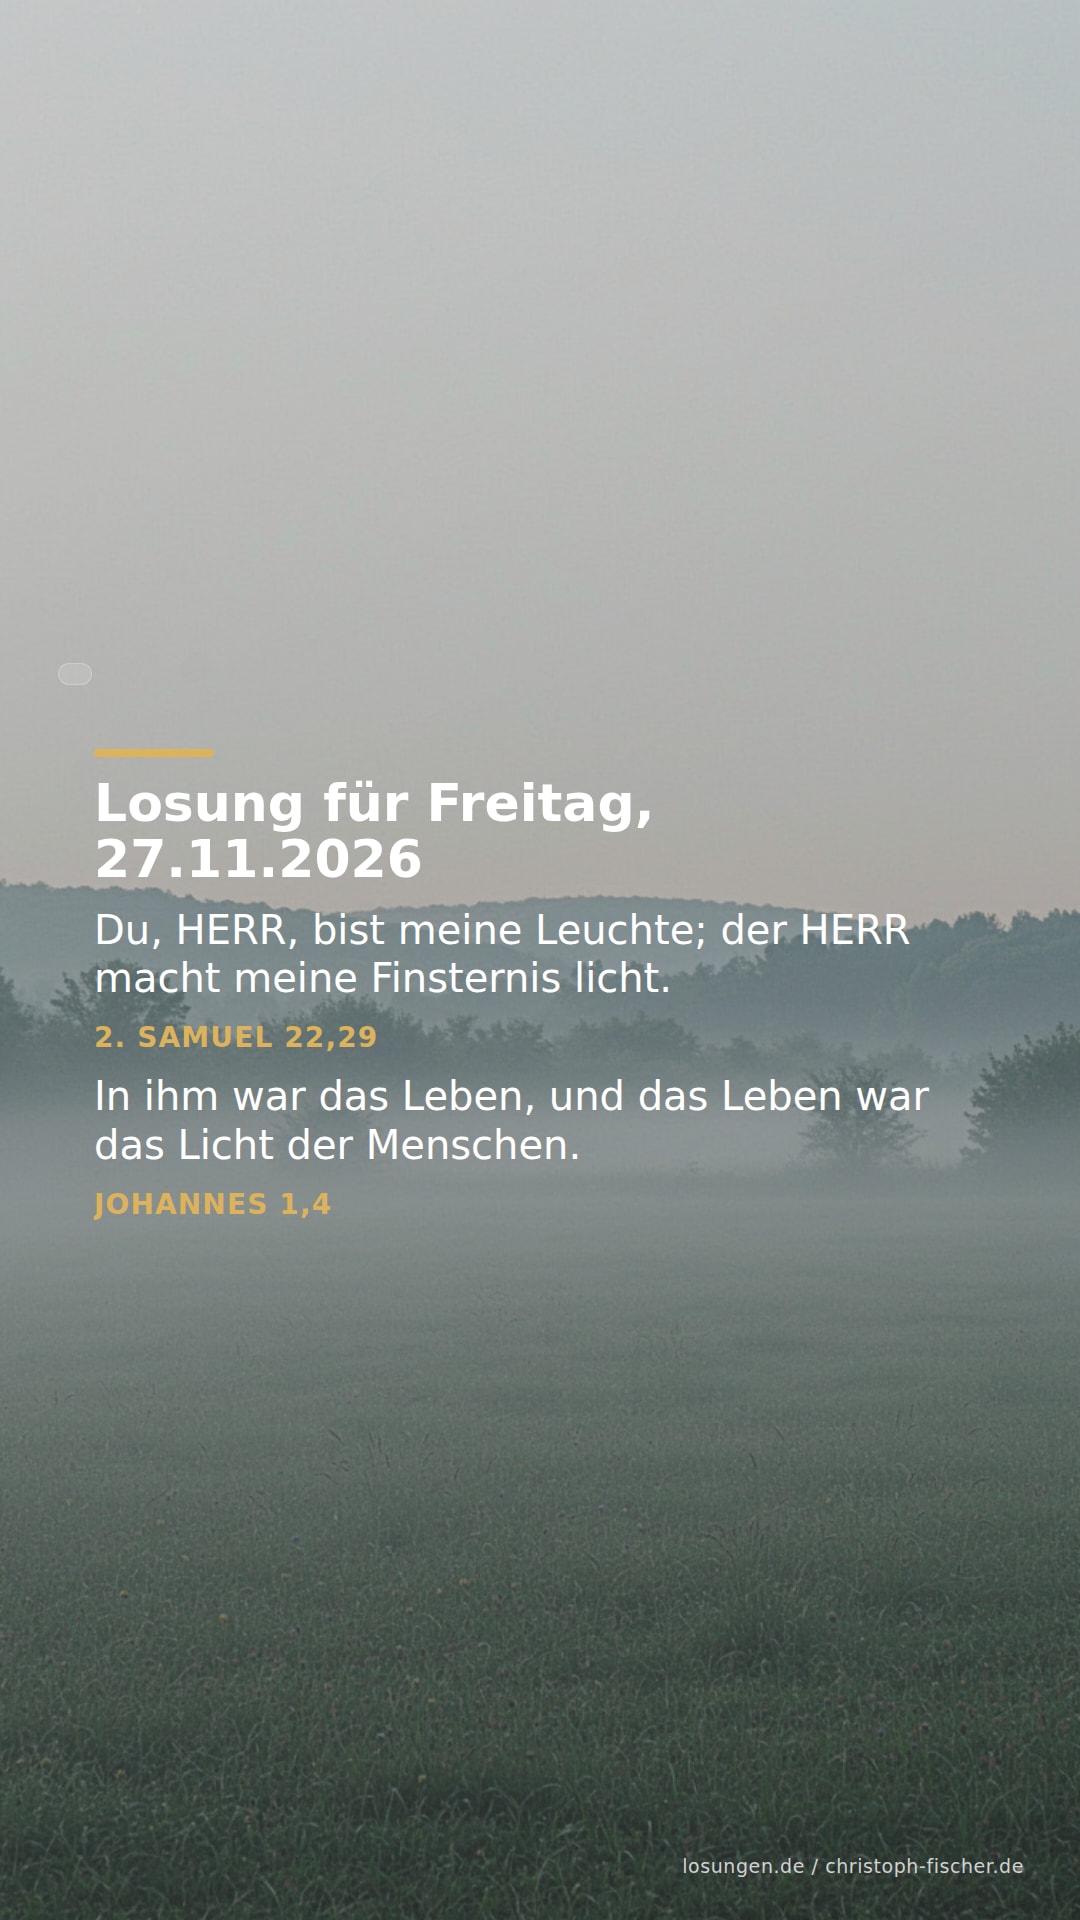 Losung für Freitag,
27.11.2026
Du, HERR, bist meine Leuchte; der HERR
macht meine Finsternis licht.
2. SAMUEL 22,29
In ihm war das Leben, und das Leben war
das Licht der Menschen.
JOHANNES 1,4
losungen.de / christoph-fischer.de